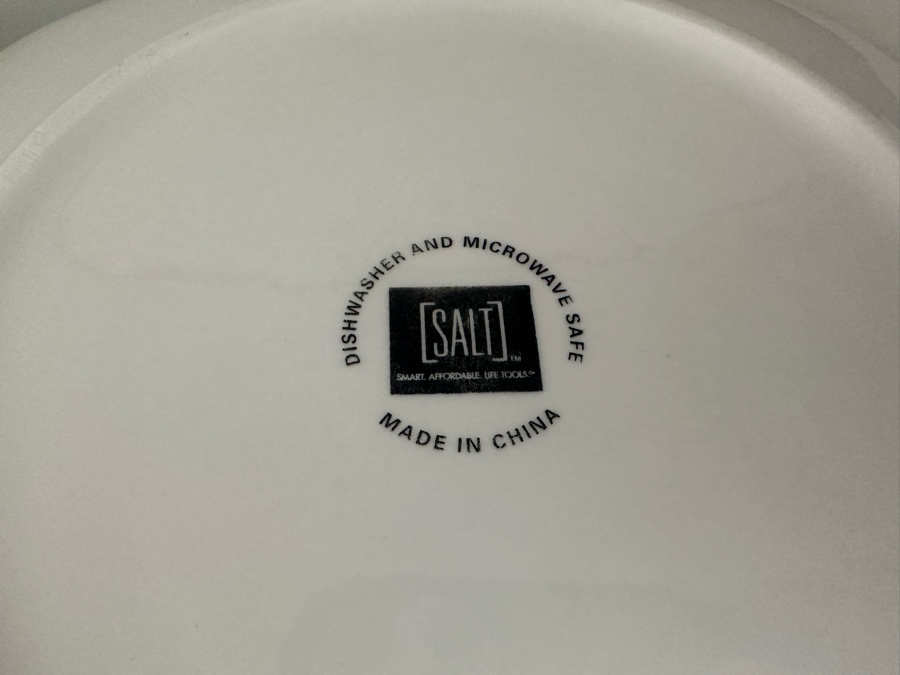 DISHWASHER AND MICROWAVE SAFE
[SALT]™
SMART. AFFORDABLE. LIFE TOOLS.™
MADE IN CHINA